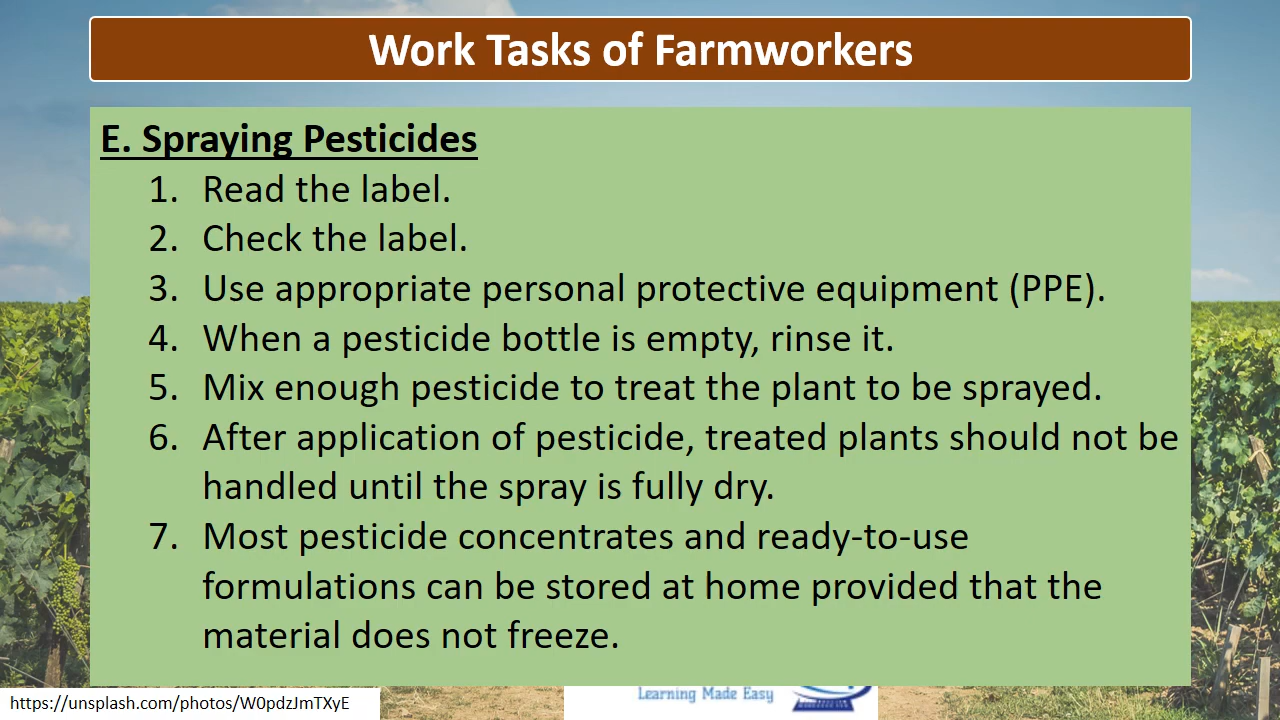 Work Tasks of Farmworkers
E. Spraying Pesticides
1. Read the label.
2. Check the label.
3. Use appropriate personal protective equipment (PPE).
4. When a pesticide bottle is empty, rinse it.
5. Mix enough pesticide to treat the plant to be sprayed.
6. After application of pesticide, treated plants should not be
handled until the spray is fully dry.
7. Most pesticide concentrates and ready-to-use
formulations can be stored at home provided that the
material does not freeze.
https://unsplash.com/photos/W0pdzJmTXyE
Learning Made Easy